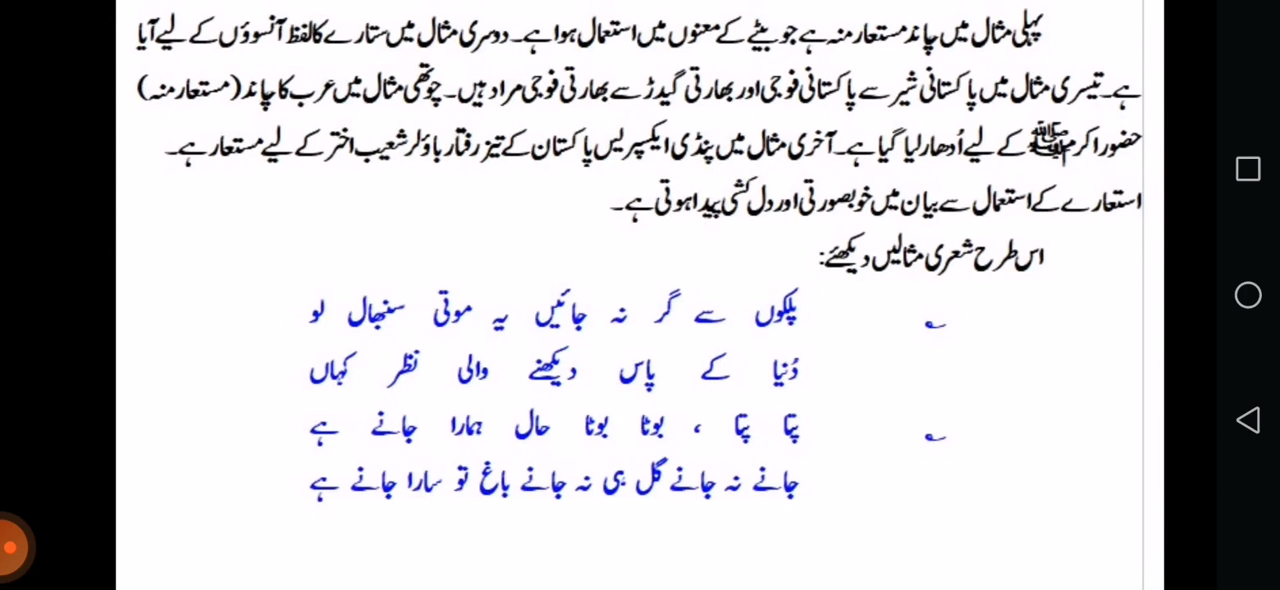 پہلی مثال میں چاند مستعار منہ ہے جو بیٹے کے معنوں میں استعمال ہوا ہے۔ دوسری مثال میں ستارے کا لفظ آنسوؤں کے لیے آیا
ہے۔ تیسری مثال میں پاکستانی شیر سے پاکستانی فوجی اور بھارتی گیدڑ سے بھارتی فوجی مراد ہیں۔ چوتھی مثال میں عرب کا چاند (مستعار منہ)
حضور اکرم ﷺ کے لیے اُدھار لیا گیا ہے۔ آخری مثال میں پنڈی ایکسپریس پاکستان کے تیز رفتار باؤلر شعیب اختر کے لیے مستعار ہے۔
استعارے کے استعمال سے بیان میں خوبصورتی اور دل کشی پیدا ہوتی ہے۔
اس طرح شعری مثالیں دیکھئے:
؎ پلکوں سے گر نہ جائیں یہ موتی سنبھال لو
دُنیا کے پاس دیکھنے والی نظر کہاں
؎ پتا پتا ، بوٹا بوٹا حال ہمارا جانے ہے
جانے نہ جانے گل ہی نہ جانے باغ تو سارا جانے ہے